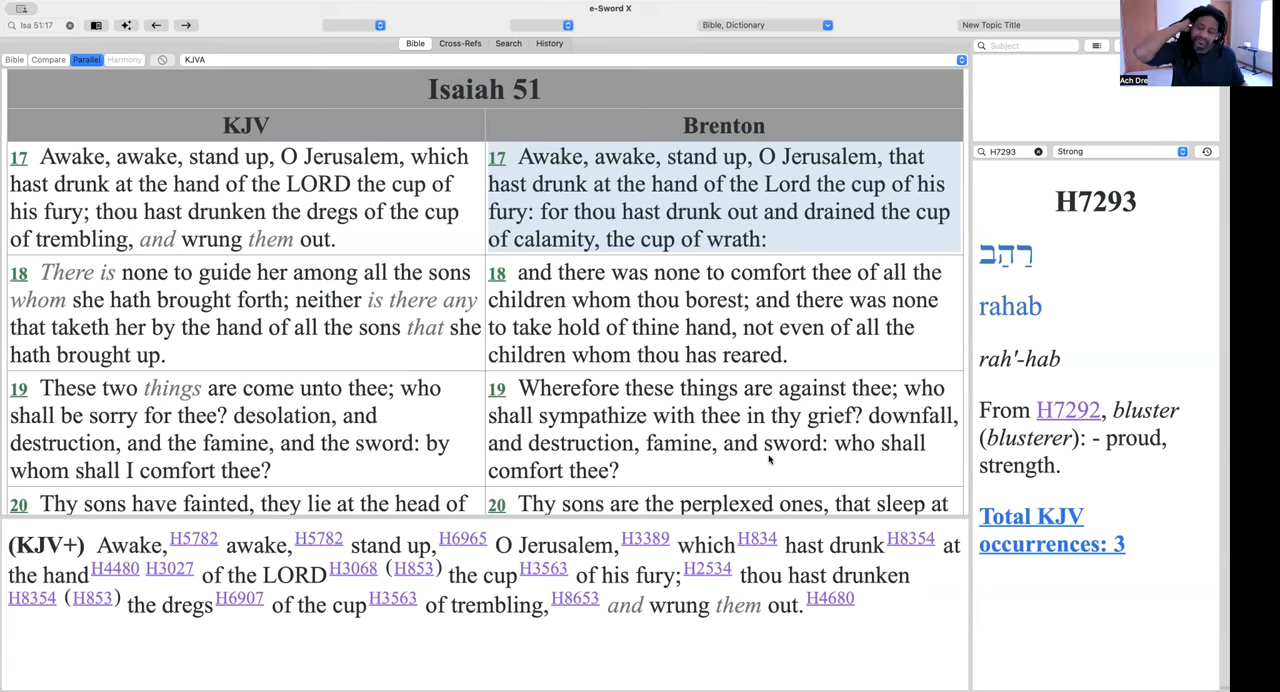 e-Sword X
Isa 51:17
Bible, Dictionary
New Topic Title
Bible Cross-Refs Search History
Subject
Bible Compare Parallel Harmony KJVA
Ach Dre
Isaiah 51
KJV
Brenton
17 Awake, awake, stand up, O Jerusalem, which
hast drunk at the hand of the LORD the cup of
his fury; thou hast drunken the dregs of the cup
of trembling, and wrung them out.
17 Awake, awake, stand up, O Jerusalem, that
hast drunk at the hand of the Lord the cup of his
fury: for thou hast drunk out and drained the cup
of calamity, the cup of wrath:
18 There is none to guide her among all the sons
whom she hath brought forth; neither is there any
that taketh her by the hand of all the sons that she
hath brought up.
18 and there was none to comfort thee of all the
children whom thou borest; and there was none
to take hold of thine hand, not even of all the
children whom thou has reared.
19 These two things are come unto thee; who
shall be sorry for thee? desolation, and
destruction, and the famine, and the sword: by
whom shall I comfort thee?
19 Wherefore these things are against thee; who
shall sympathize with thee in thy grief? downfall,
and destruction, famine, and sword: who shall
comfort thee?
20 Thy sons have fainted, they lie at the head of
20 Thy sons are the perplexed ones, that sleep at
(KJV+) Awake,H5782 awake,H5782 stand up,H6965 O Jerusalem,H3389 whichH834 hast drunkH8354 at
the handH4480 H3027 of the LORDH3068 (H853) the cupH3563 of his fury;H2534 thou hast drunken
H8354 (H853) the dregsH6907 of the cupH3563 of trembling,H8653 and wrung them out.H4680
H7293
Strong
H7293
רַהַב
rahab
rah'-hab
From H7292, bluster
(blusterer): - proud,
strength.
Total KJV
occurrences: 3